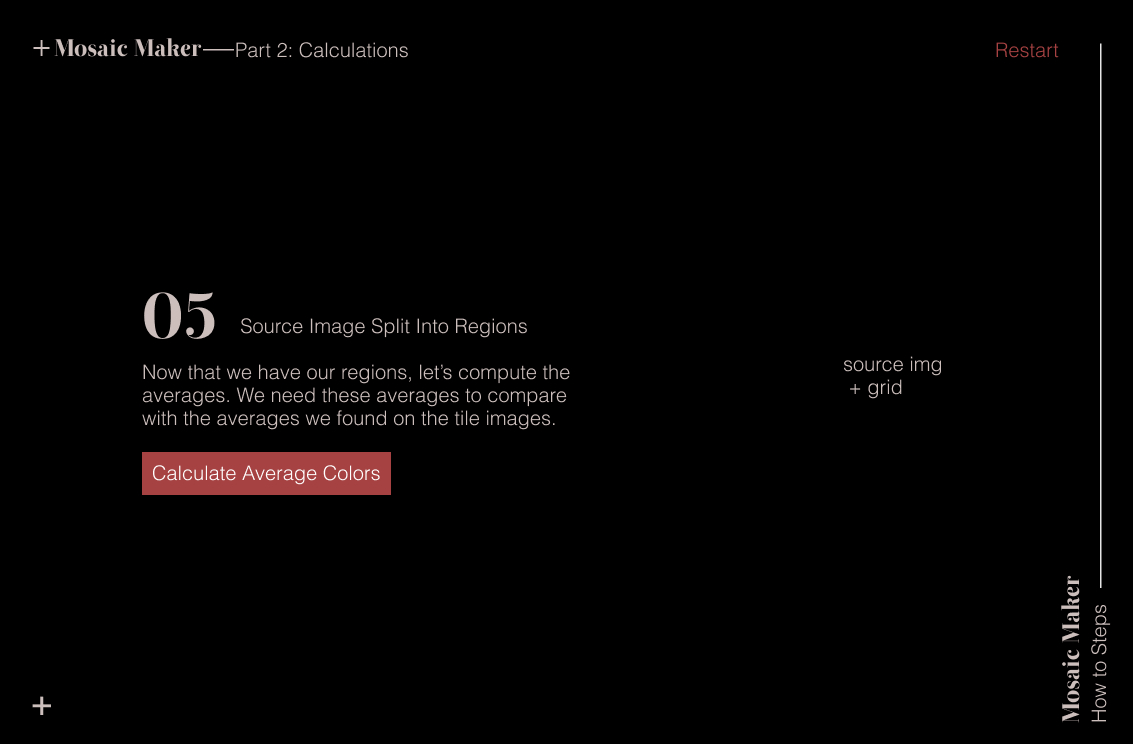 + Mosaic Maker — Part 2: Calculations
Restart
05 Source Image Split Into Regions
Now that we have our regions, let’s compute the
averages. We need these averages to compare
with the averages we found on the tile images.
Calculate Average Colors
source img
+ grid
Mosaic Maker
How to Steps
+